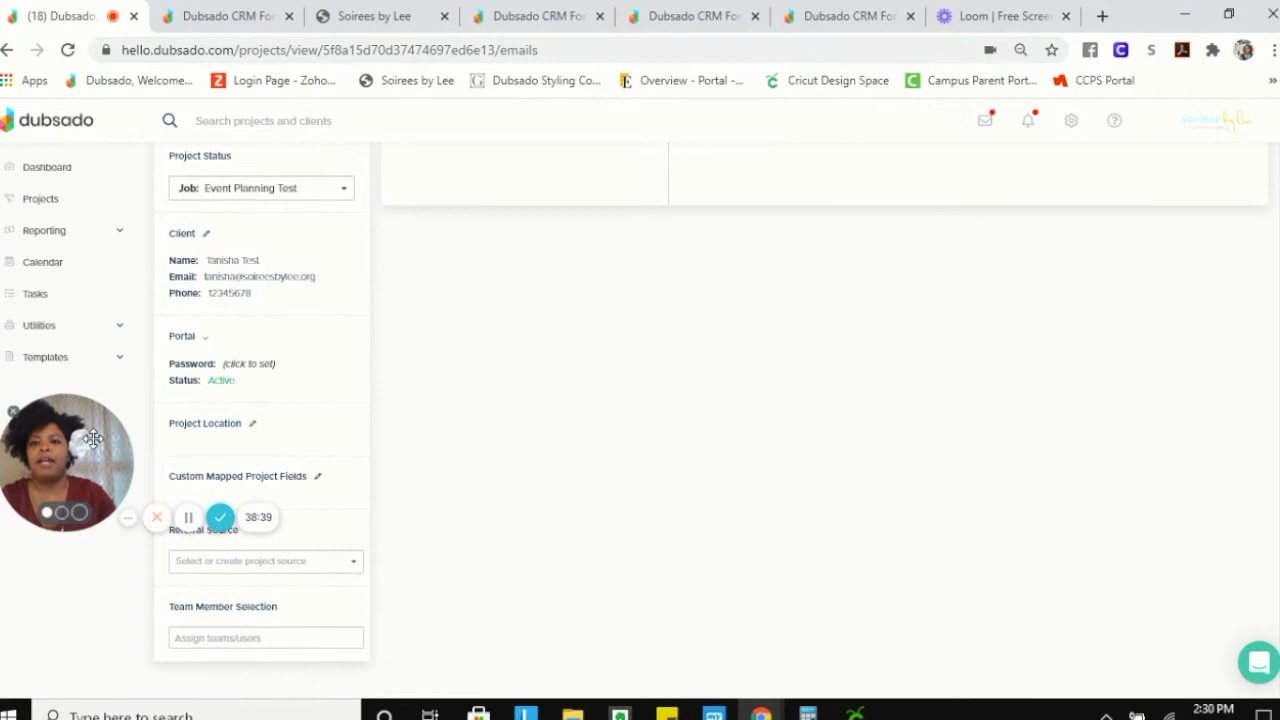 (18) Dubsado
Dubsado CRM For
Soirees by Lee
Dubsado CRM For
Dubsado CRM For
Dubsado CRM For
Loom | Free Scree
hello.dubsado.com/projects/view/5f8a15d70d37474697ed6e13/emails
Apps
Dubsado, Welcome...
Login Page - Zoho...
Soirees by Lee
Dubsado Styling Co...
Overview - Portal -...
Cricut Design Space
Campus Parent Port...
CCPS Portal
dubsado
Search projects and clients
soirées by lee
Dashboard
Projects
Reporting
Calendar
Tasks
Utilities
Templates
Project Status
Job: Event Planning Test
Client
Name: Tanisha Test
Email: tanisha@soireesbylee.org
Phone: 12345678
Portal
Password: (click to set)
Status: Active
Project Location
Custom Mapped Project Fields
38:39
Referral Source
Select or create project source
Team Member Selection
Assign teams/users
Type here to search
2:30 PM